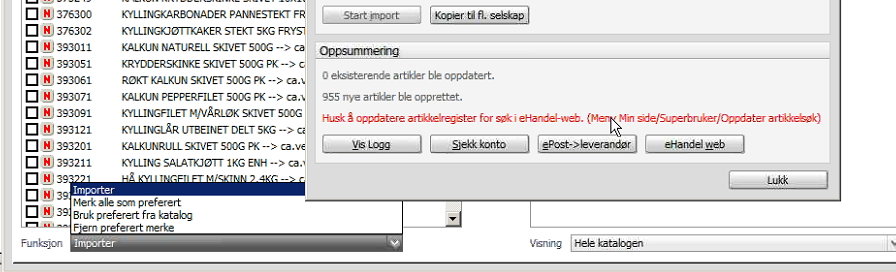 376300 KYLLINGKARBONADER PANNESTEKT FR
376302 KYLLINGKJØTTKAKER STEKT 5KG FRYST
393011 KALKUN NATURELL SKIVET 500G --> ca.
393051 KRYDDERSKINKE SKIVET 500G PK --> ca
393061 RØKT KALKUN SKIVET 500G PK --> ca.v
393071 KALKUN PEPPERFILET 500G PK --> ca.v
393091 KYLLINGFILET M/VÅRLØK SKIVET 500G
393121 KYLLINGLÅR UTBEINET DELT 5KG --> c
393201 KALKUNRULL SKIVET 500G PK --> ca.ve
393211 KYLLING SALATKJØTT 1KG ENH --> ca.
393221 HÅ KYLLINGFILET M/SKINN 2.4KG --> ca
Importer
Merk alle som preferert
Bruk preferert fra katalog
Fjern preferert merke
Funksjon Importer
Start import Kopier til fl. selskap
Oppsummering
0 eksisterende artikler ble oppdatert.
955 nye artikler ble opprettet.
Husk å oppdatere artikkelregister for søk i eHandel-web. (Meny Min side/Superbruker/Oppdater artikkelsøk)
Vis Logg Sjekk konto ePost->leverandør eHandel web
Lukk
Visning Hele katalogen